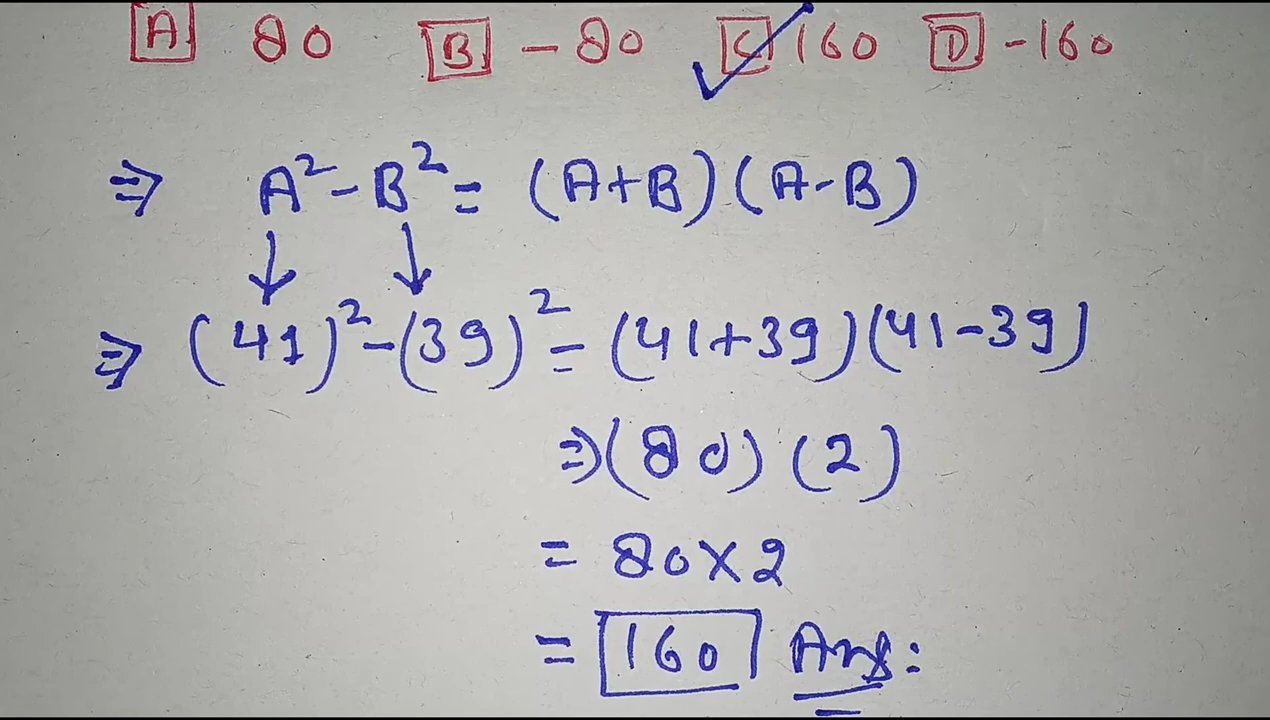 [A] 80 [B] - 80 [C] 160 [D] -160
⇒ A² - B² = (A+B)(A-B)
⇒ (41)² - (39)² = (41+39)(41-39)
⇒ (80) (2)
= 80×2
= 160 Ans: